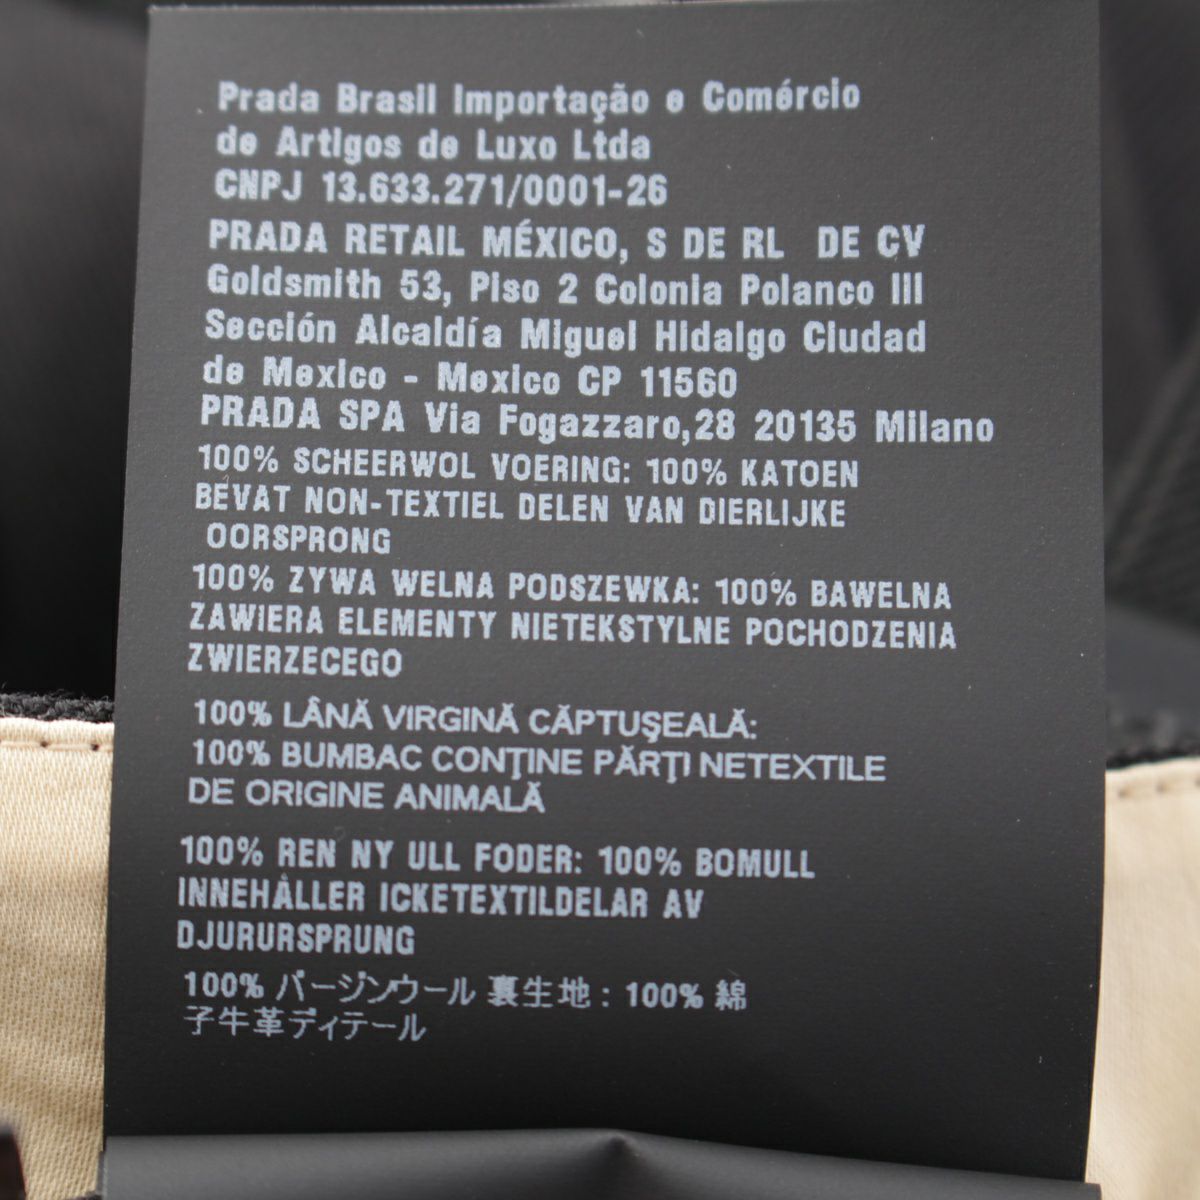 Prada Brasil Importação e Comércio
de Artigos de Luxo Ltda
CNPJ 13.633.271/0001-26
PRADA RETAIL MÉXICO, S DE RL DE CV
Goldsmith 53, Piso 2 Colonia Polanco III
Sección Alcaldía Miguel Hidalgo Ciudad
de Mexico - Mexico CP 11560
PRADA SPA Via Fogazzaro,28 20135 Milano
100% SCHEERWOL VOERING: 100% KATOEN
BEVAT NON-TEXTIEL DELEN VAN DIERLIJKE
OORSPRONG
100% ZYWA WELNA PODSZEWKA: 100% BAWELNA
ZAWIERA ELEMENTY NIETEKSTYLNE POCHODZENIA
ZWIERZECEGO
100% LÂNĂ VIRGINĂ CĂPTUŞEALĂ:
100% BUMBAC CONŢINE PĂRŢI NETEXTILE
DE ORIGINE ANIMALĂ
100% REN NY ULL FODER: 100% BOMULL
INNEHÅLLER ICKETEXTILDELAR AV
DJURURSPRUNG
100% バージンウール 裏生地 : 100% 綿
子牛革ディテール